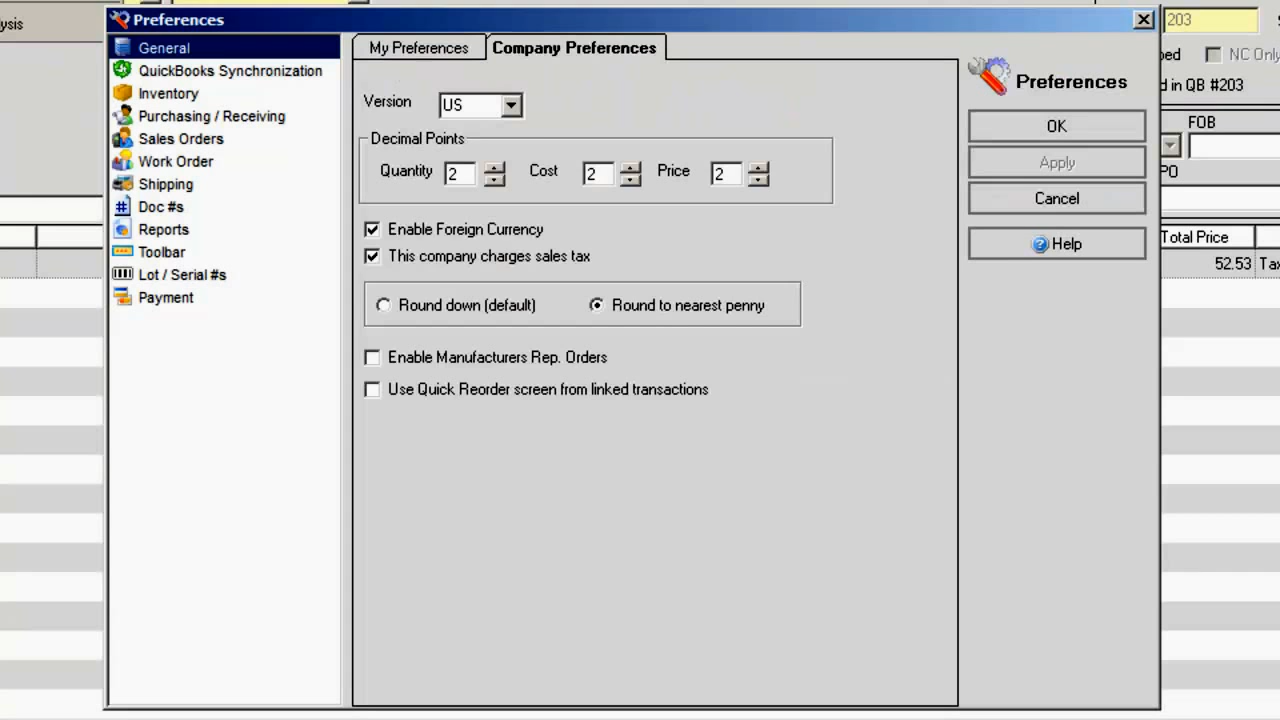 ysis
Preferences
General
QuickBooks Synchronization
Inventory
Purchasing / Receiving
Sales Orders
Work Order
Shipping
Doc #s
Reports
Toolbar
Lot / Serial #s
Payment
My Preferences
Company Preferences
Version
US
Decimal Points
Quantity 2 Cost 2 Price 2
Enable Foreign Currency
This company charges sales tax
Round down (default) Round to nearest penny
Enable Manufacturers Rep. Orders
Use Quick Reorder screen from linked transactions
Preferences
OK
Apply
Cancel
Help
203
ped NC Only
d in QB #203
FOB
PO
Total Price
52.53 Tax